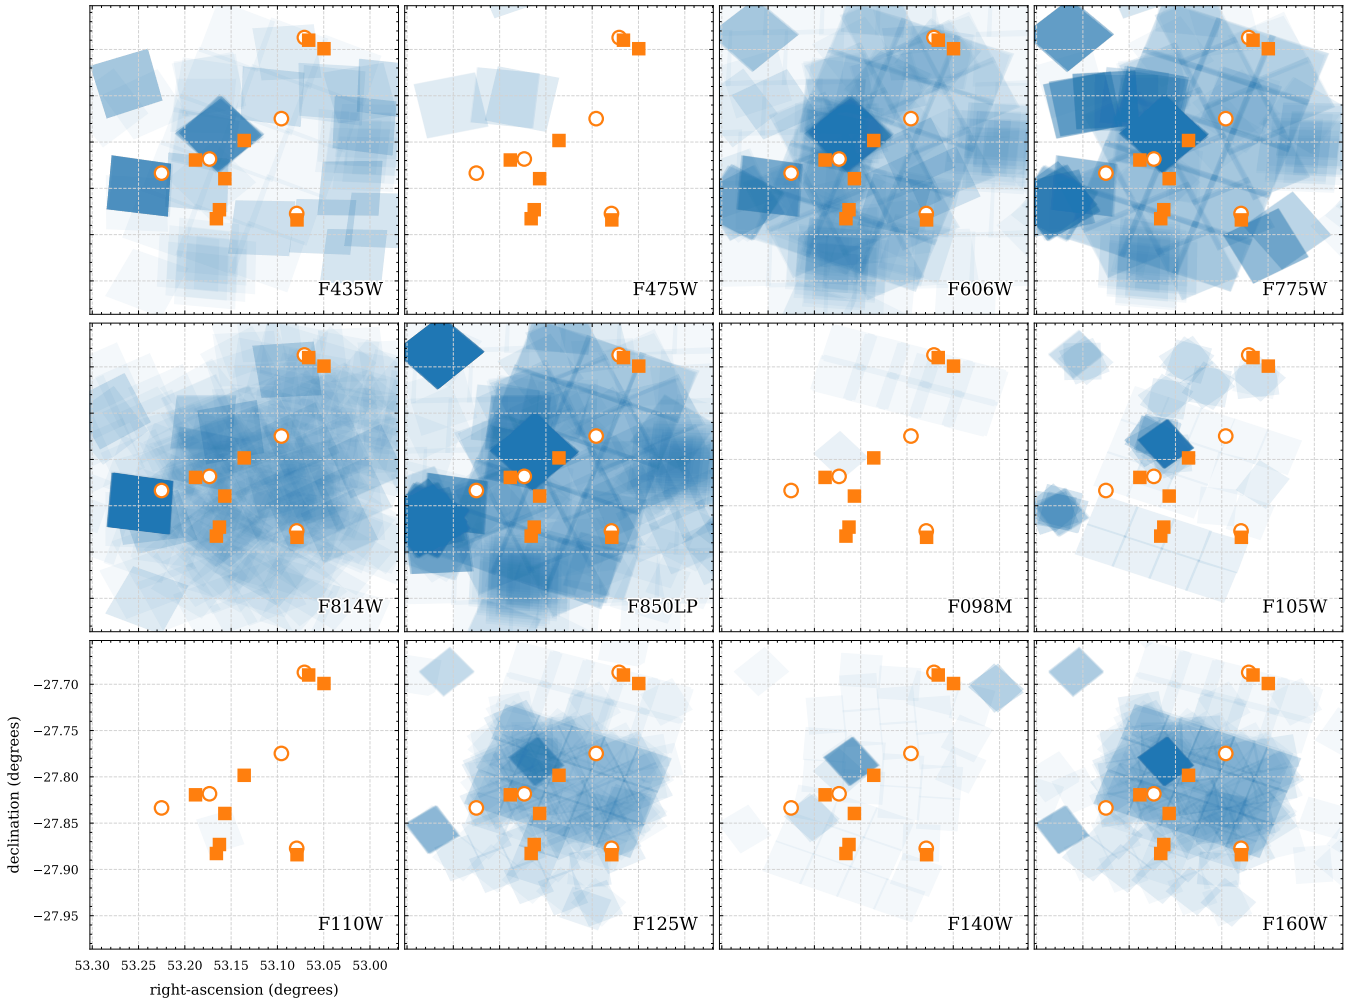 F435W
F475W
F606W
F775W
F814W
F850LP
F098M
F105W
declination (degrees)
−27.70
−27.75
−27.80
−27.85
−27.90
−27.95
F110W
F125W
F140W
F160W
53.30 53.25 53.20 53.15 53.10 53.05 53.00
right-ascension (degrees)